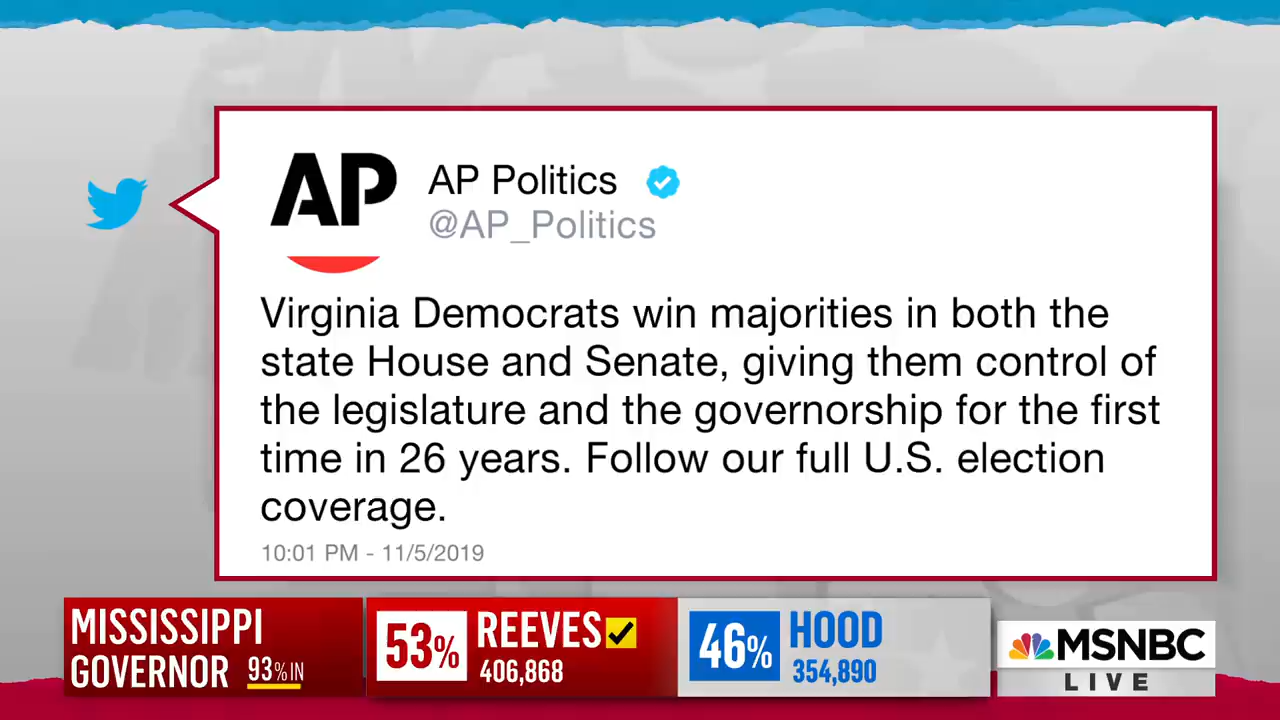 AP
AP Politics
@AP_Politics
Virginia Democrats win majorities in both the
state House and Senate, giving them control of
the legislature and the governorship for the first
time in 26 years. Follow our full U.S. election
coverage.
10:01 PM - 11/5/2019
MISSISSIPPI
GOVERNOR 93% IN
53% REEVES
406,868
46% HOOD
354,890
MSNBC
LIVE